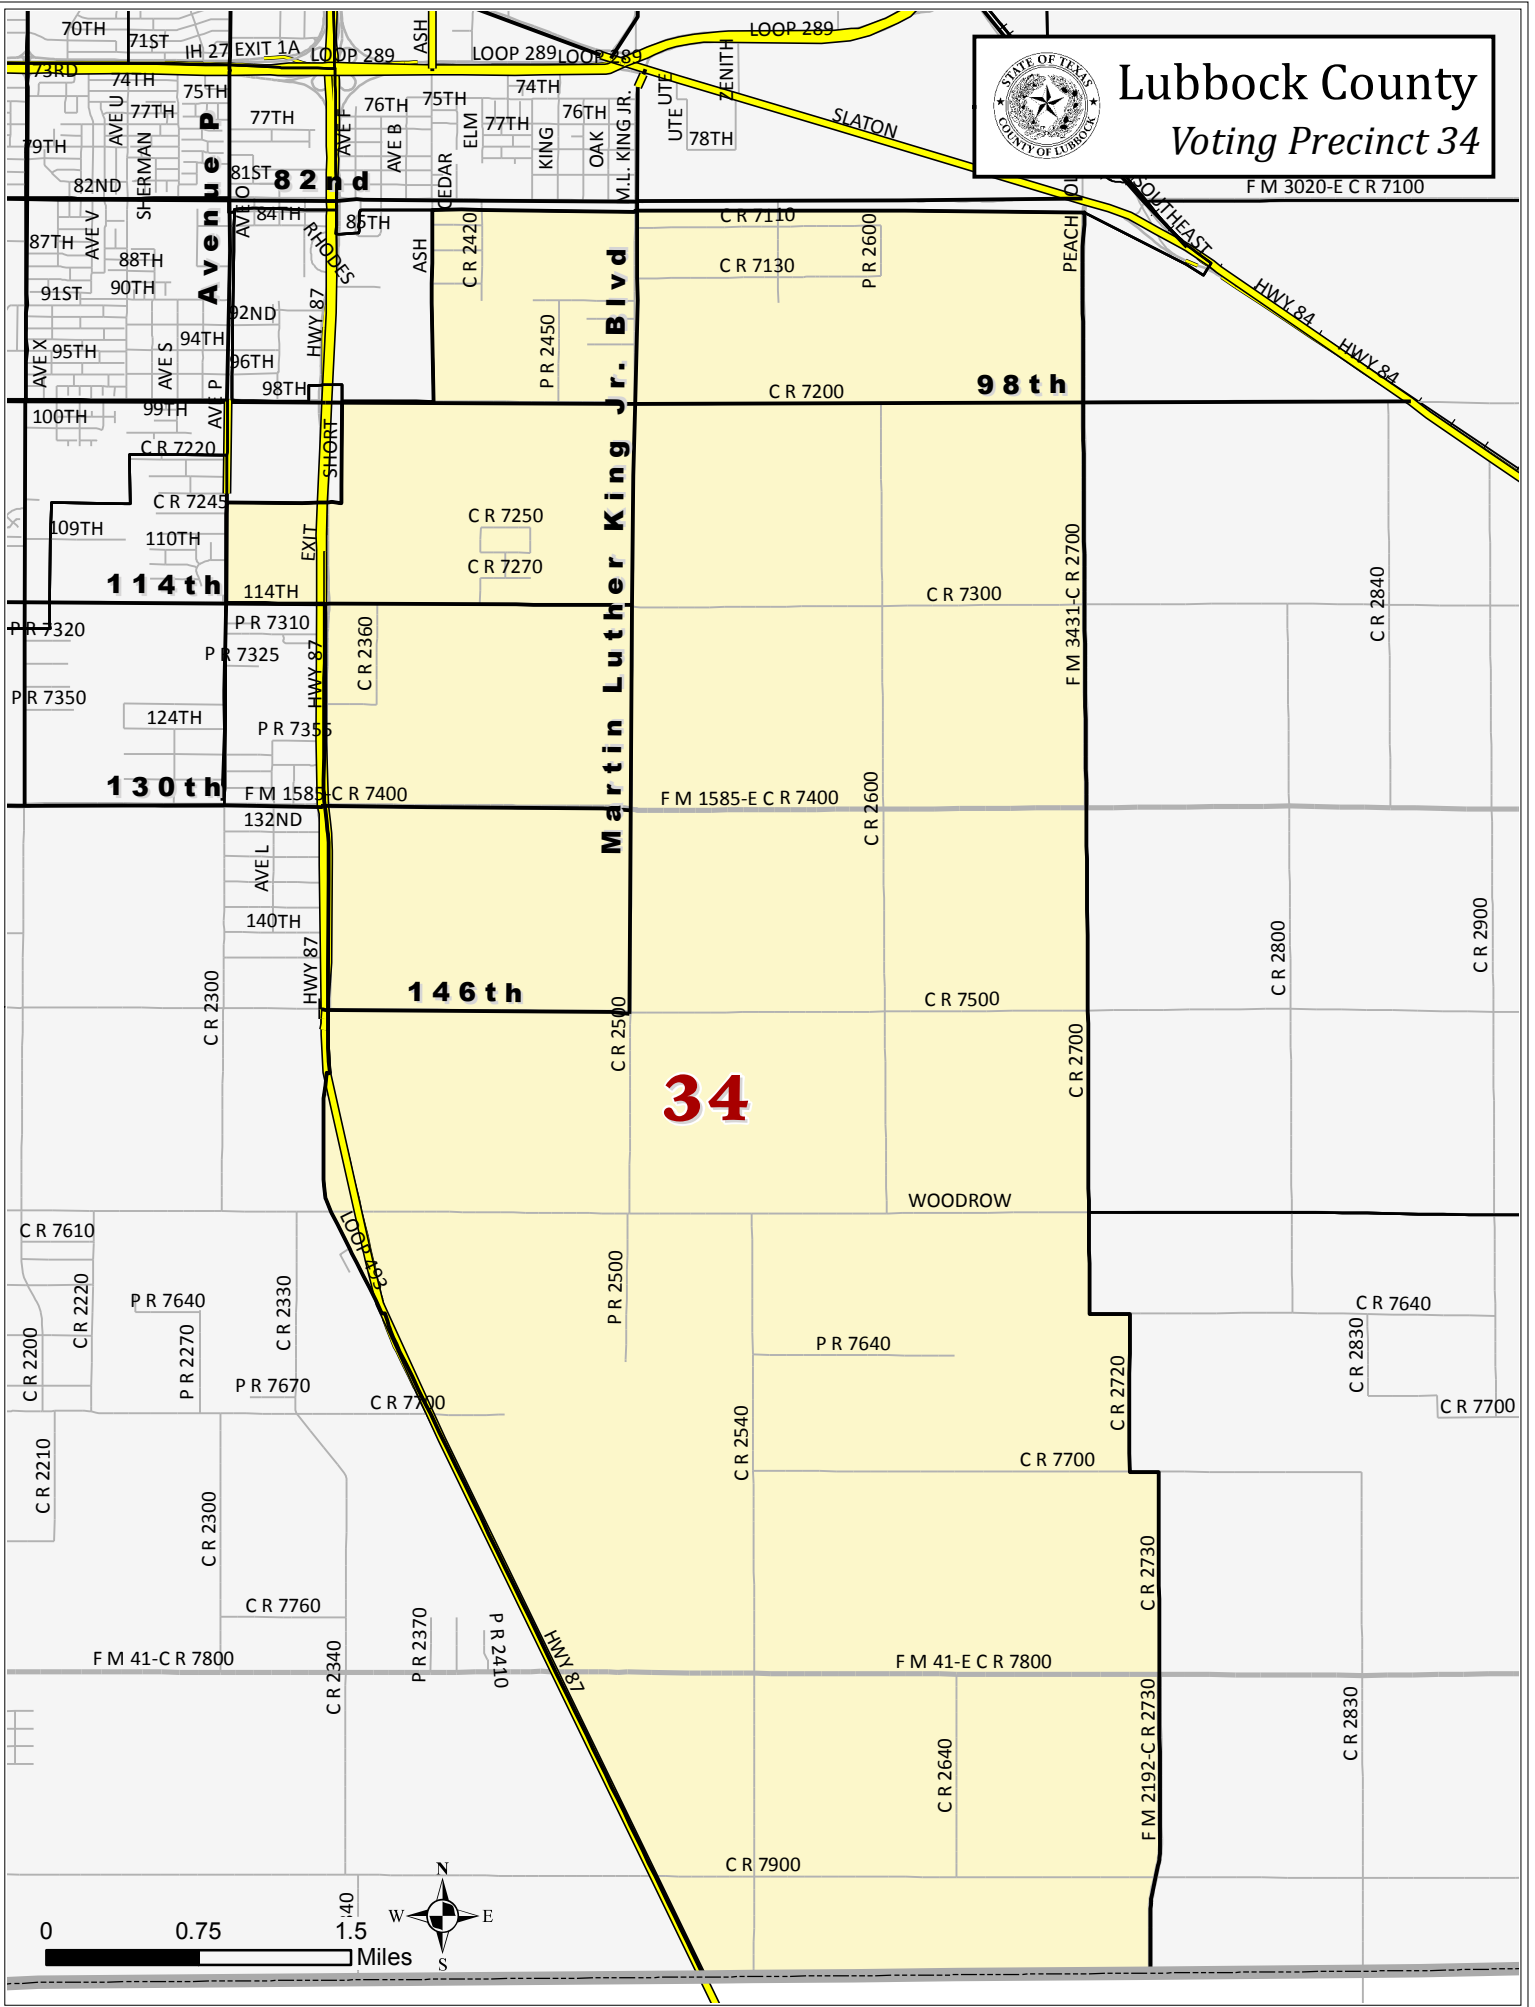 70TH
71ST
IH 27 EXIT 1A
LOOP 289
ASH
LOOP 289
LOOP 289
LOOP 289
ZENITH
STATE OF TEXAS
COUNTY OF LUBBOCK
Lubbock County
Voting Precinct 34
73RD
74TH
75TH
AVE U
77TH
77TH
76TH
75TH
74TH
76TH
77TH
ELM
KING
OAK
M.L. KING JR.
UTE
UTE
78TH
SLATON
79TH
SHERMAN
Avenue P
AVE F
AVE B
CEDAR
81ST
82nd
82ND
F M 3020-E C R 7100
SOUTHEAST
AVE V
AVE O
84TH
85TH
RHODES
ASH
C R 2420
C R 7110
P R 2600
PEACH
87TH
88TH
C R 7130
91ST
90TH
92ND
HWY 87
HWY 84
HWY 84
AVE X
95TH
AVE S
94TH
96TH
P R 2450
Martin Luther King Jr. Blvd
98TH
AVE P
C R 7200
98th
100TH
99TH
C R 7220
SHORT
C R 7245
C R 7250
109TH
110TH
EXIT
C R 7270
F M 3431-C R 2700
C R 2840
114th
114TH
C R 7300
P R 7320
P R 7310
P R 7325
C R 2360
HWY 87
P R 7350
124TH
P R 7355
130th
F M 1585-C R 7400
F M 1585-E C R 7400
C R 2600
132ND
AVE L
140TH
HWY 87
C R 2300
146th
C R 2500
C R 7500
C R 2700
C R 2800
C R 2900
34
WOODROW
C R 7610
LOOP 493
C R 2220
P R 7640
C R 2330
P R 2500
C R 7640
C R 2200
P R 2270
P R 7640
C R 2830
P R 7670
C R 7700
C R 2720
C R 7700
C R 2210
C R 2540
C R 7700
C R 2300
C R 2730
C R 7760
P R 2370
P R 2410
HWY 87
F M 41-C R 7800
C R 2340
F M 41-E C R 7800
F M 2192-C R 2730
C R 2830
C R 2640
C R 7900
N
W
E
S
0
0.75
1.5
Miles